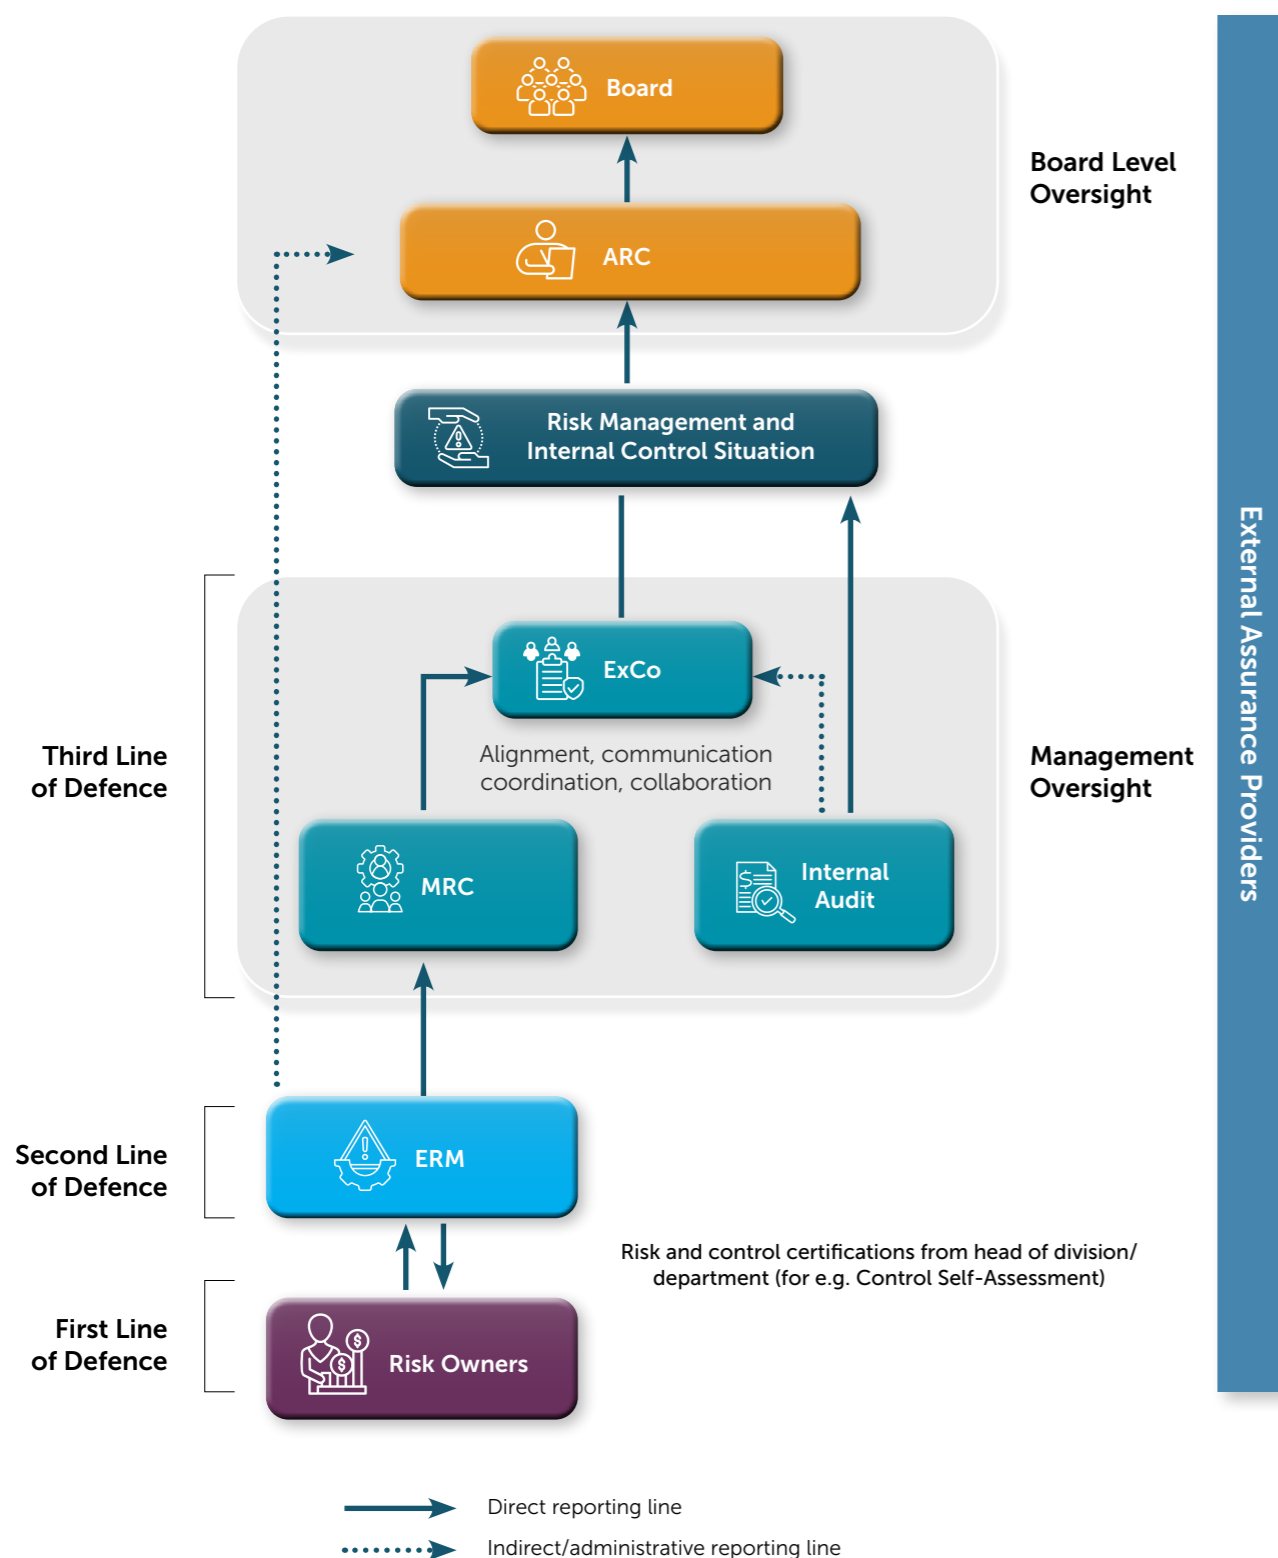 Board
Board Level
Oversight
ARC
Risk Management and
Internal Control Situation
External Assurance Providers
ExCo
Alignment, communication
coordination, collaboration
Third Line
of Defence
Management
Oversight
MRC
Internal
Audit
Second Line
of Defence
ERM
Risk and control certifications from head of division/
department (for e.g. Control Self-Assessment)
First Line
of Defence
Risk Owners
Direct reporting line
Indirect/administrative reporting line